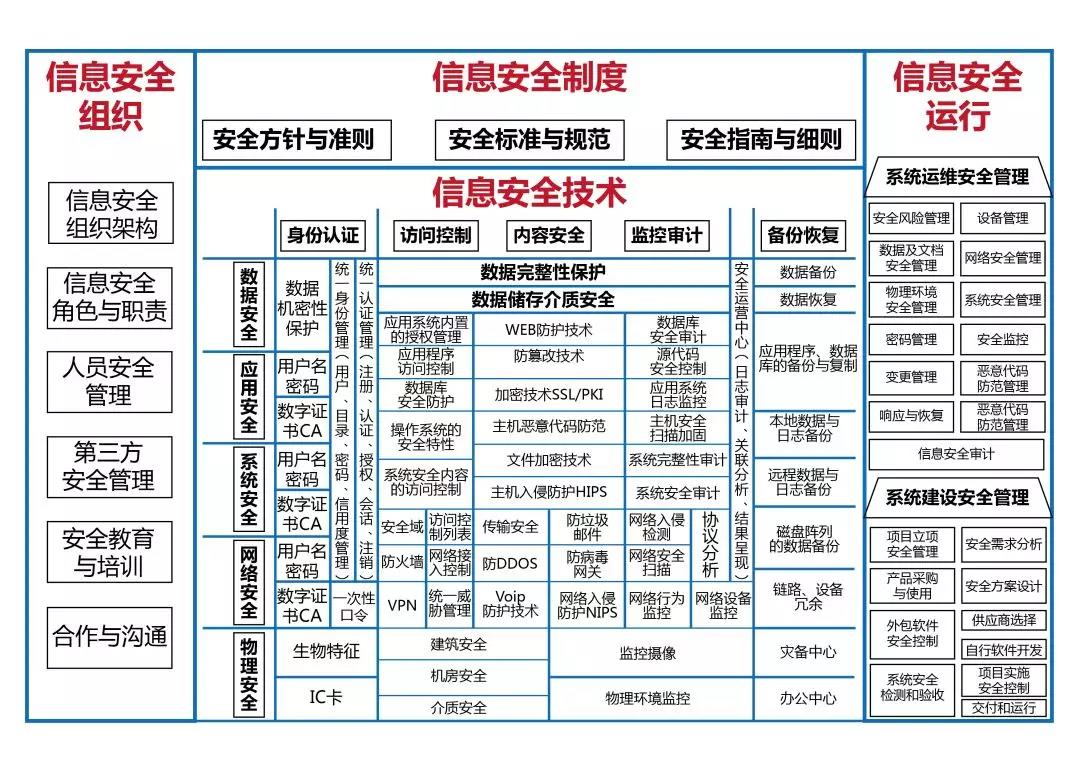 信息安全
组织
信息安全
组织架构
信息安全
角色与职责
人员安全
管理
第三方
安全管理
安全教育
与培训
合作与沟通
信息安全制度
安全方针与准则
安全标准与规范
安全指南与细则
信息安全技术
身份认证
访问控制
内容安全
监控审计
备份恢复
数据安全
应用安全
系统安全
网络安全
物理安全
数据
机密性
保护
用户名
密码
数字证
书CA
用户名
密码
数字证
书CA
用户名
密码
数字证
书CA
生物特征
IC卡
统一身份管理（用户、目录、密码、信用度管理）
统一认证管理（注册、认证、授权、会话、注销）
一次性
口令
数据完整性保护
数据储存介质安全
应用系统内置
的授权管理
WEB防护技术
数据库
安全审计
应用程序
访问控制
防篡改技术
源代码
安全控制
数据库
安全防护
加密技术SSL/PKI
应用系统
日志监控
操作系统的
安全特性
主机恶意代码防范
主机安全
扫描加固
文件加密技术
系统完整性审计
系统安全内容
的访问控制
主机入侵防护HIPS
系统安全审计
安全域
访问控
制列表
传输安全
防垃圾
邮件
网络入侵
检测
协议分析
防火墙
网络接
入控制
防DDOS
防病毒
网关
网络安全
扫描
VPN
统一威
胁管理
Voip
防护技术
网络入侵
防护NIPS
网络行为
监控
网络设备
监控
建筑安全
机房安全
介质安全
监控摄像
物理环境监控
安全运营中心（日志审计、关联分析、结果呈现）
数据备份
数据恢复
应用程序、数据
库的备份与复制
本地数据与
日志备份
远程数据与
日志备份
磁盘阵列
的数据备份
链路、设备
冗余
灾备中心
办公中心
信息安全
运行
系统运维安全管理
安全风险管理
设备管理
数据及文档
安全管理
网络安全管理
物理环境
安全管理
系统安全管理
密码管理
安全监控
变更管理
恶意代码
防范管理
响应与恢复
恶意代码
防范管理
信息安全审计
系统建设安全管理
项目立项
安全管理
安全需求分析
产品采购
与使用
安全方案设计
外包软件
安全控制
供应商选择
自行软件开发
系统安全
检测和验收
项目实施
安全控制
交付和运行